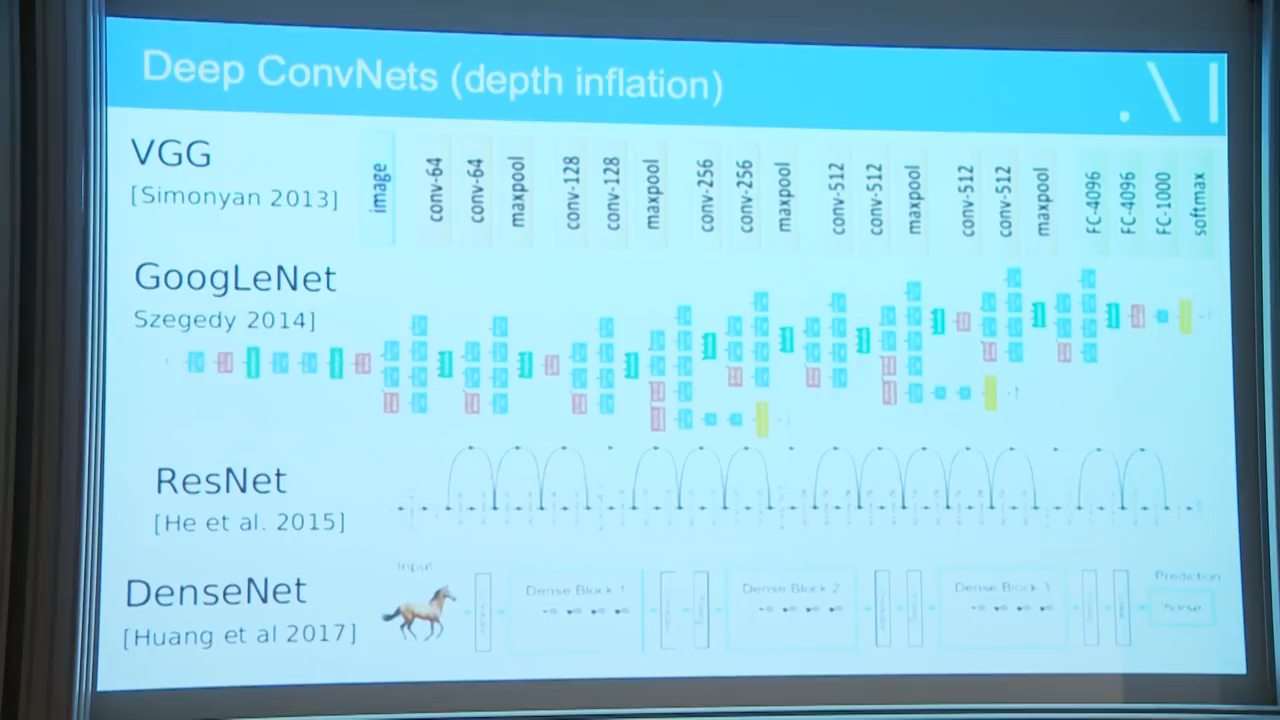 Deep ConvNets (depth inflation)
.\|
VGG
[Simonyan 2013]
image
conv-64
conv-64
maxpool
conv-128
conv-128
maxpool
conv-256
conv-256
maxpool
conv-512
conv-512
maxpool
conv-512
conv-512
maxpool
FC-4096
FC-4096
FC-1000
softmax
GoogLeNet
Szegedy 2014]
ResNet
[He et al. 2015]
DenseNet
[Huang et al 2017]
Input
Dense Block 1
Dense Block 2
Dense Block 3
Prediction